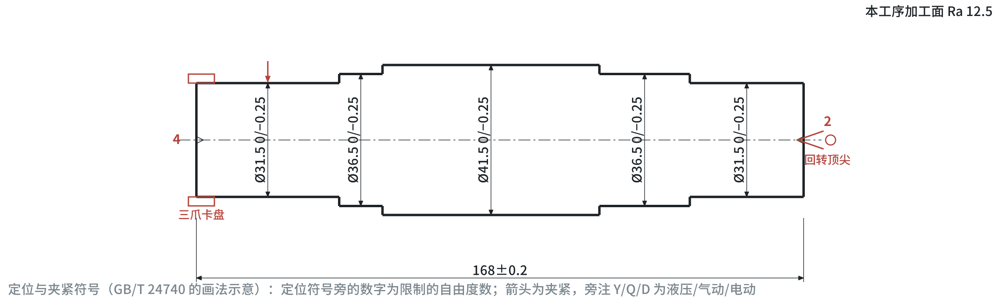 本工序加工面 Ra 12.5
Ø31.5 0/−0.25
Ø36.5 0/−0.25
Ø41.5 0/−0.25
Ø36.5 0/−0.25
Ø31.5 0/−0.25
2
4
回转顶尖
三爪卡盘
168±0.2
定位与夹紧符号（GB/T24740 的画法示意）：定位符号旁的数字为限制的自由度数；箭头为夹紧，旁注Y/Q/D 为液压/气动/电动